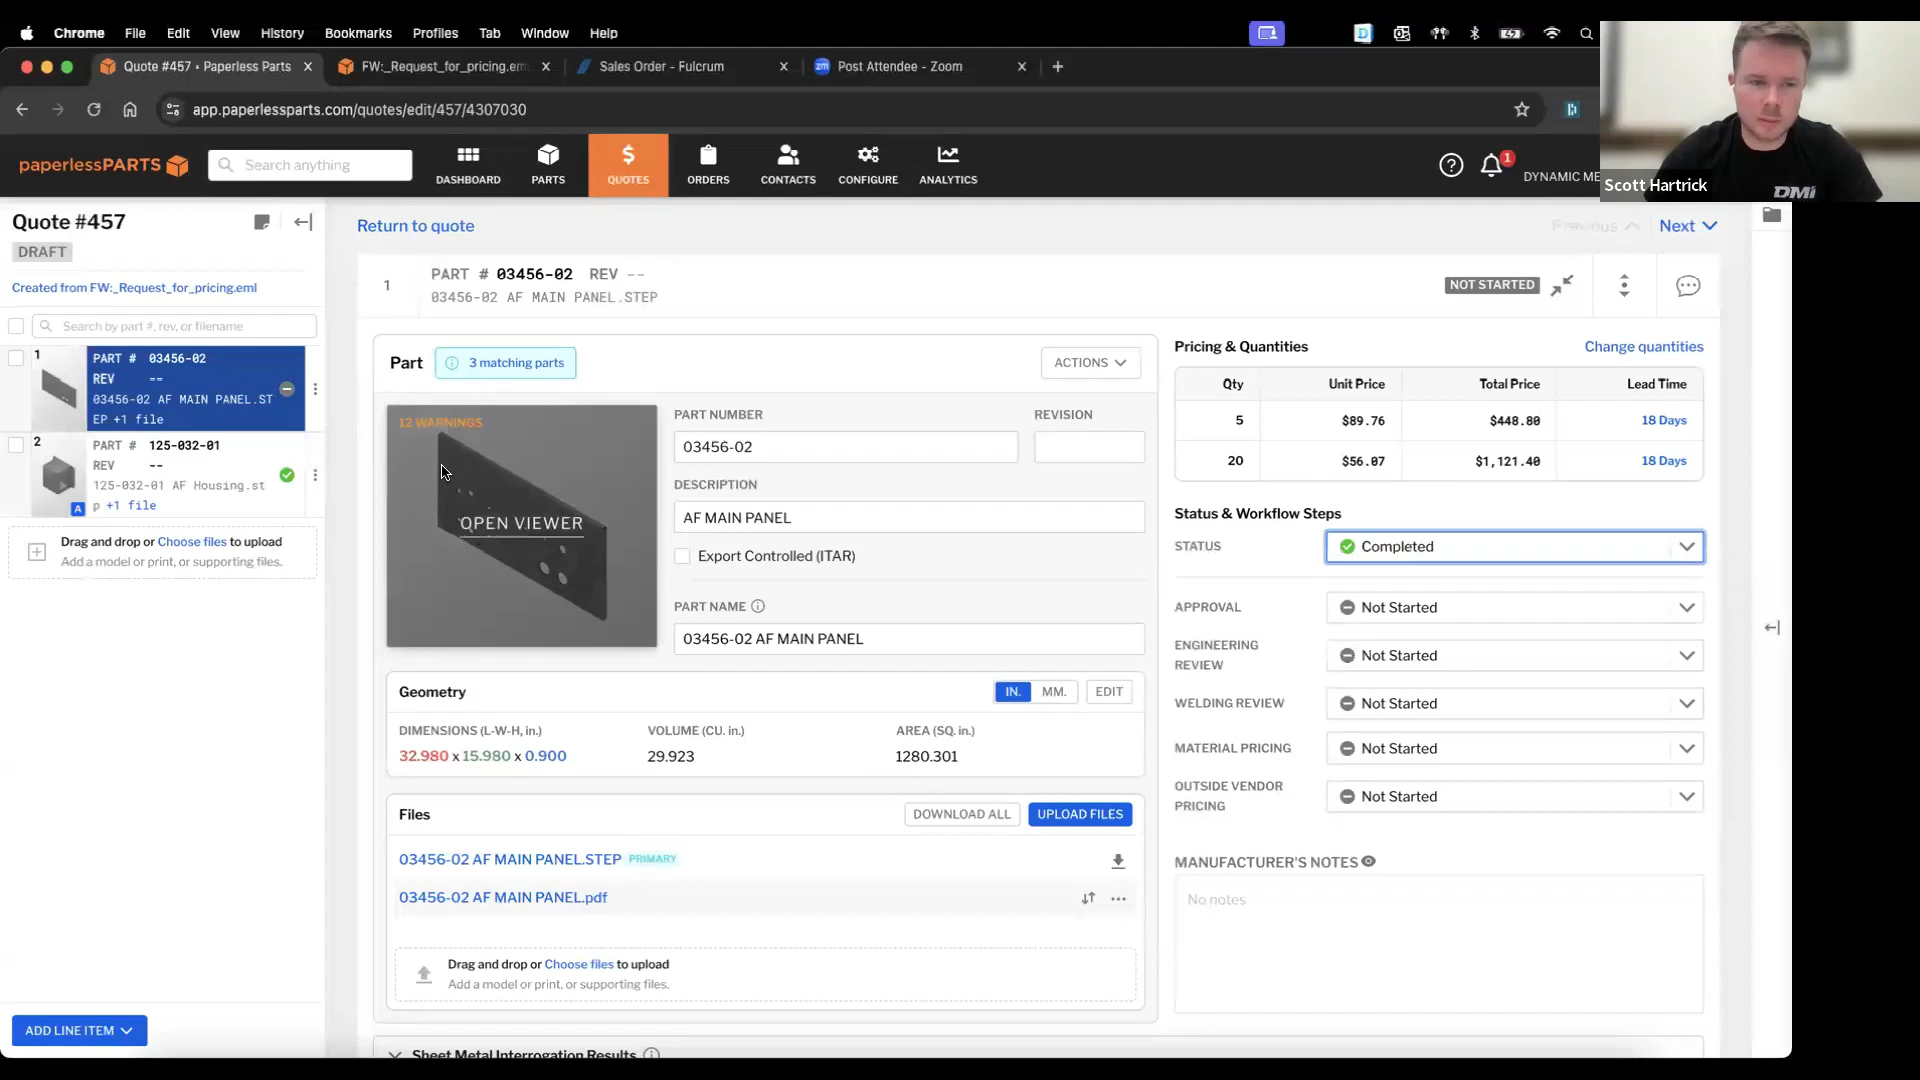 Chrome File Edit View History Bookmarks Profiles Tab Window Help
Quote #457 • Paperless Parts
FW:_Request_for_pricing.em
Sales Order - Fulcrum
zm Post Attendee - Zoom
app.paperlessparts.com/quotes/edit/457/4307030
paperlessPARTS
Search anything
DASHBOARD
PARTS
QUOTES
ORDERS
CONTACTS
CONFIGURE
ANALYTICS
1
DYNAMIC ME
Scott Hartrick
DMI
Quote #457
DRAFT
Created from FW:_Request_for_pricing.eml
Search by part #, rev, or filename
1
PART # 03456-02
REV --
03456-02 AF MAIN PANEL.ST
EP +1 file
2
PART # 125-032-01
REV --
125-032-01 AF Housing.st
p +1 file
A
Drag and drop or Choose files to upload
Add a model or print, or supporting files.
ADD LINE ITEM
Return to quote
Previous
Next
1
PART # 03456-02 REV --
03456-02 AF MAIN PANEL.STEP
NOT STARTED
Part
3 matching parts
ACTIONS
12 WARNINGS
OPEN VIEWER
PART NUMBER
03456-02
REVISION
DESCRIPTION
AF MAIN PANEL
Export Controlled (ITAR)
PART NAME
03456-02 AF MAIN PANEL
Geometry
IN. MM. EDIT
DIMENSIONS (L-W-H, in.)
32.980 x 15.980 x 0.900
VOLUME (CU. in.)
29.923
AREA (SQ. in.)
1280.301
Files
DOWNLOAD ALL
UPLOAD FILES
03456-02 AF MAIN PANEL.STEP PRIMARY
03456-02 AF MAIN PANEL.pdf
Drag and drop or Choose files to upload
Add a model or print, or supporting files.
Sheet Metal Interrogation Results
Pricing & Quantities
Change quantities
Qty Unit Price Total Price Lead Time
5 $89.76 $448.80 18 Days
20 $56.07 $1,121.40 18 Days
Status & Workflow Steps
STATUS
Completed
APPROVAL
Not Started
ENGINEERING
REVIEW
Not Started
WELDING REVIEW
Not Started
MATERIAL PRICING
Not Started
OUTSIDE VENDOR
PRICING
Not Started
MANUFACTURER'S NOTES
No notes